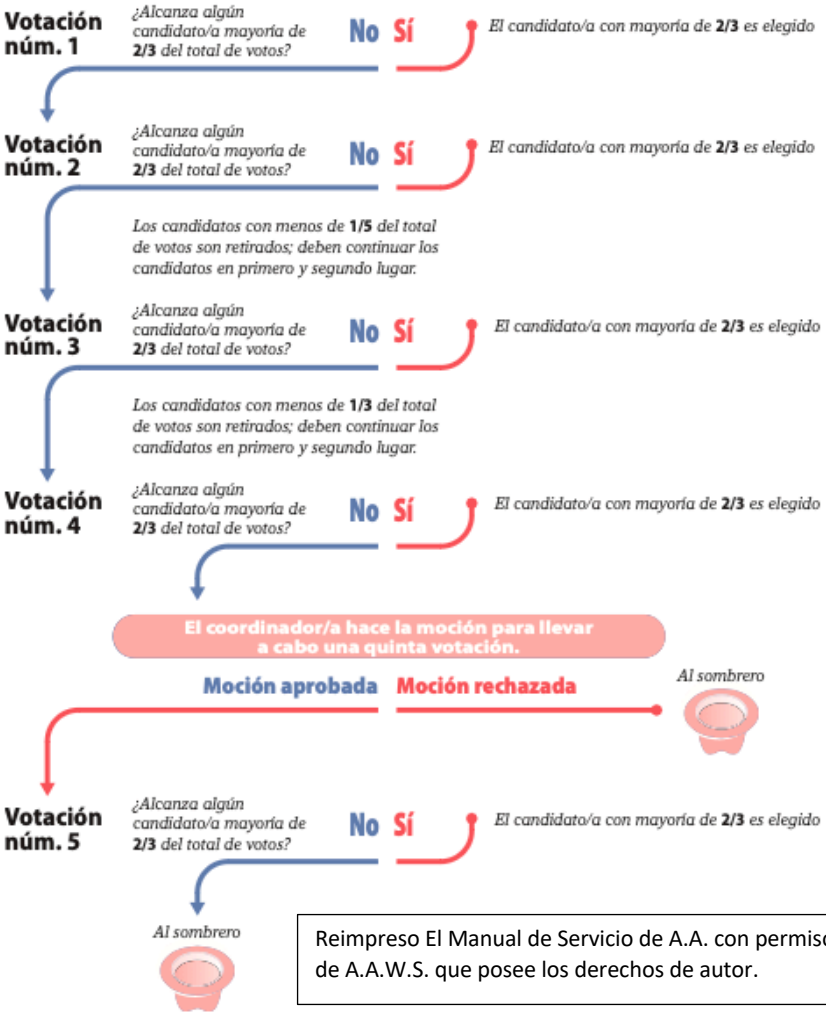 Votación
núm. 1
¿Alcanza algún
candidato/a mayoría de
2/3 del total de votos?
No Sí
El candidato/a con mayoría de 2/3 es elegido
Votación
núm. 2
¿Alcanza algún
candidato/a mayoría de
2/3 del total de votos?
No Sí
El candidato/a con mayoría de 2/3 es elegido
Los candidatos con menos de 1/5 del total
de votos son retirados; deben continuar los
candidatos en primero y segundo lugar.
Votación
núm. 3
¿Alcanza algún
candidato/a mayoría de
2/3 del total de votos?
No Sí
El candidato/a con mayoría de 2/3 es elegido
Los candidatos con menos de 1/3 del total
de votos son retirados; deben continuar los
candidatos en primero y segundo lugar.
Votación
núm. 4
¿Alcanza algún
candidato/a mayoría de
2/3 del total de votos?
No Sí
El candidato/a con mayoría de 2/3 es elegido
El coordinador/a hace la moción para llevar
a cabo una quinta votación.
Moción aprobada Moción rechazada
Al sombrero
Votación
núm. 5
¿Alcanza algún
candidato/a mayoría de
2/3 del total de votos?
No Sí
El candidato/a con mayoría de 2/3 es elegido
Al sombrero
Reimpreso El Manual de Servicio de A.A. con permiso
de A.A.W.S. que posee los derechos de autor.